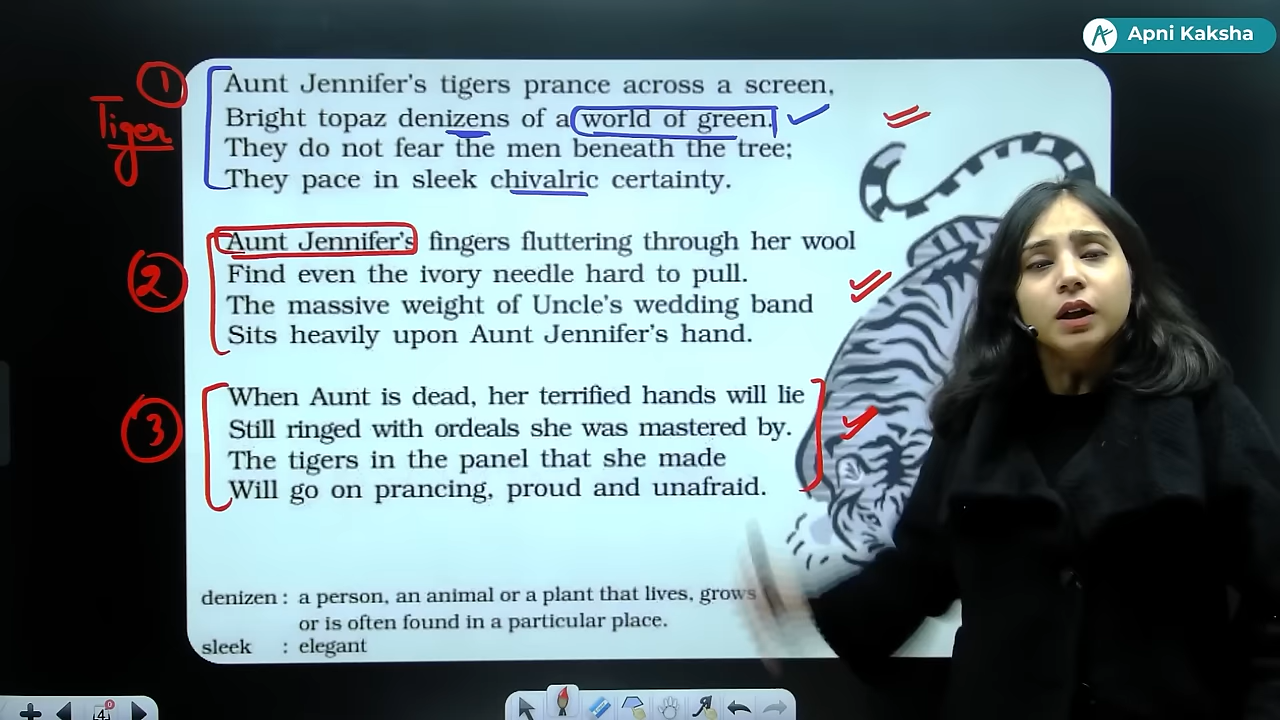 Apni Kaksha
1
Tiger
Aunt Jennifer's tigers prance across a screen,
Bright topaz denizens of a world of green.
They do not fear the men beneath the tree;
They pace in sleek chivalric certainty.
2
Aunt Jennifer's fingers fluttering through her wool
Find even the ivory needle hard to pull.
The massive weight of Uncle's wedding band
Sits heavily upon Aunt Jennifer's hand.
3
When Aunt is dead, her terrified hands will lie
Still ringed with ordeals she was mastered by.
The tigers in the panel that she made
Will go on prancing, proud and unafraid.
denizen : a person, an animal or a plant that lives, grows
or is often found in a particular place.
sleek : elegant
4